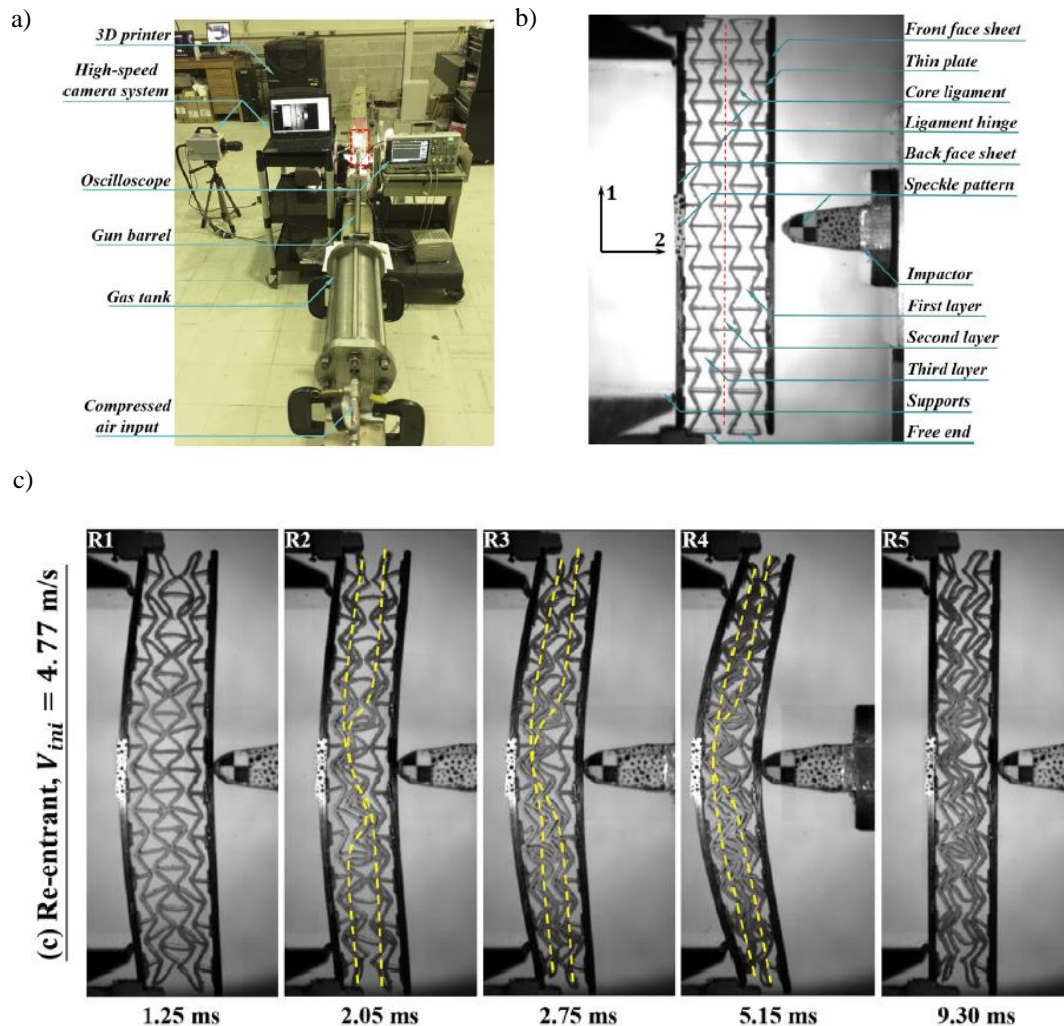 a)
3D printer
High-speed
camera system
Oscilloscope
Gun barrel
Gas tank
Compressed
air input
b)
Front face sheet
Thin plate
Core ligament
Ligament hinge
Back face sheet
Speckle pattern
1
2
Impactor
First layer
Second layer
Third layer
Supports
Free end
c)
(c) Re-entrant, V_ini = 4.77 m/s
R1
R2
R3
R4
R5
1.25 ms
2.05 ms
2.75 ms
5.15 ms
9.30 ms